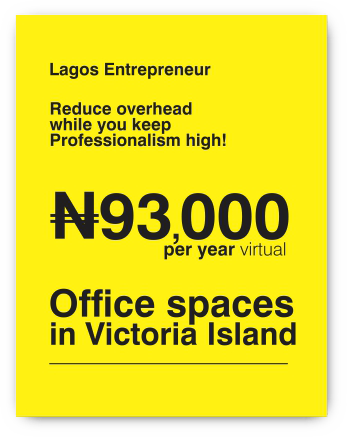 Lagos Entrepreneur
Reduce overhead
while you keep
Professionalism high!
₦93,000
per year virtual
Office spaces
in Victoria Island